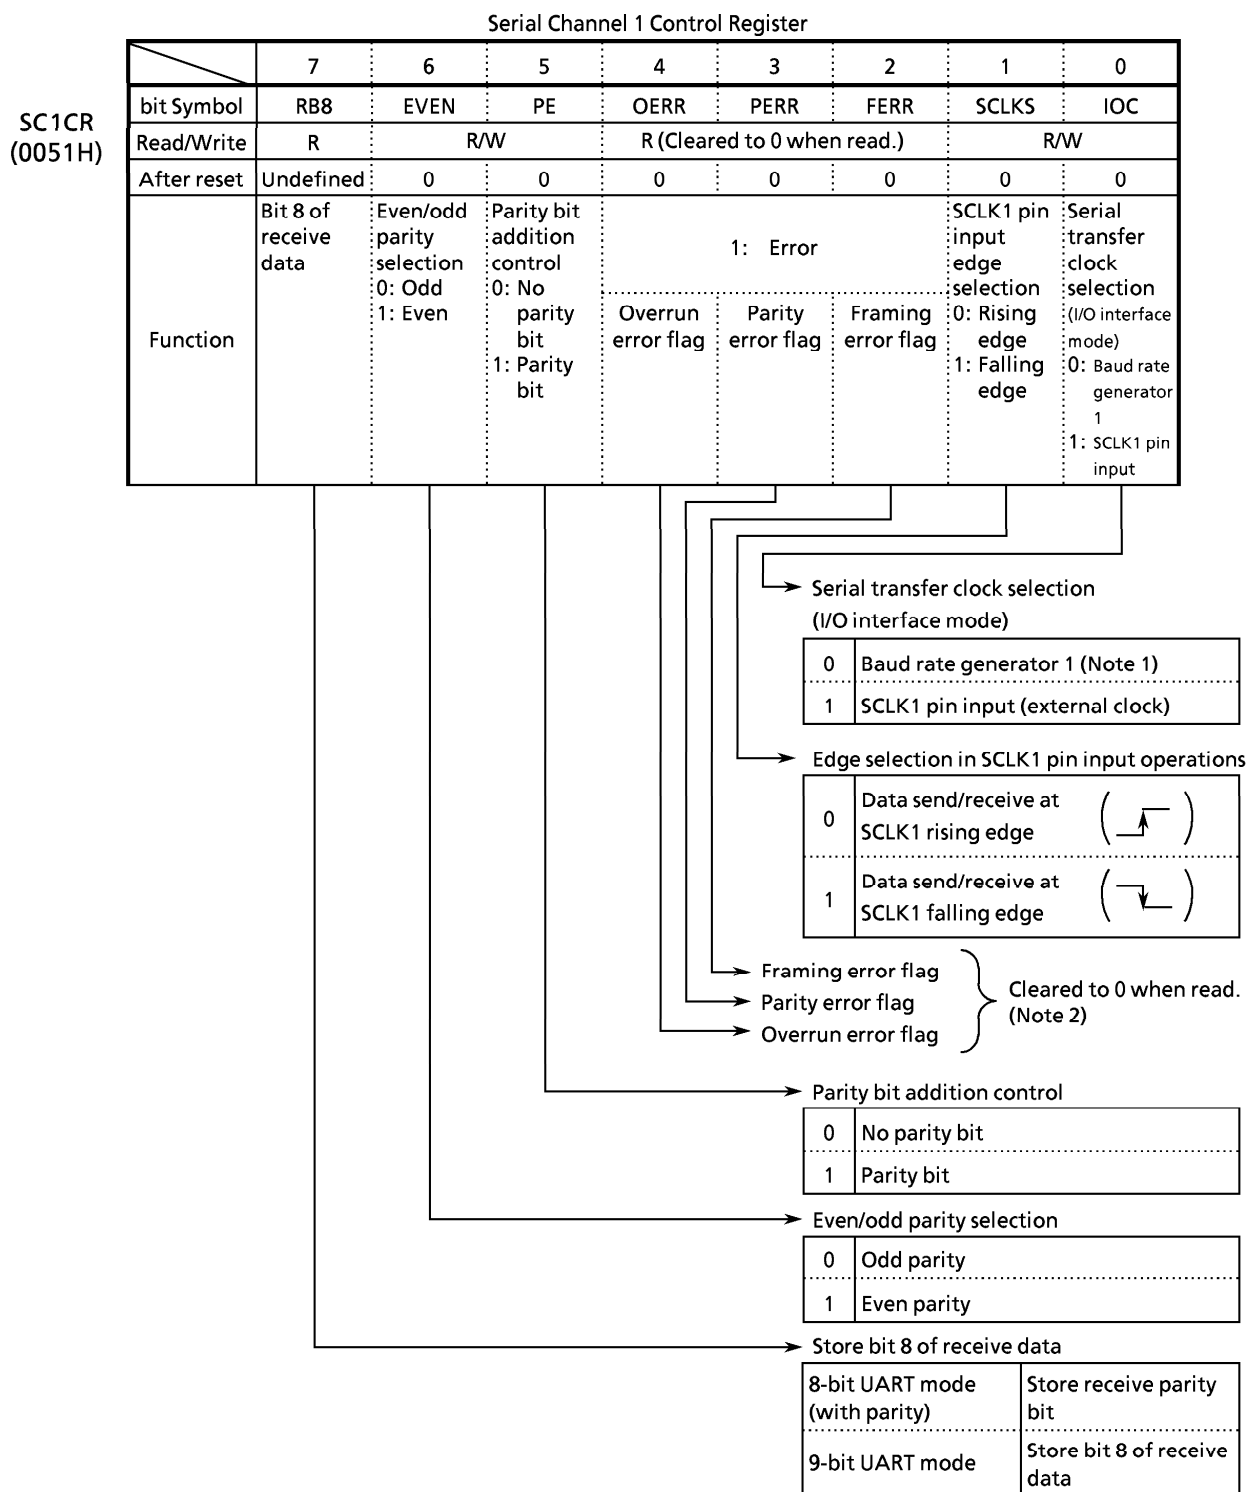 Serial Channel 1 Control Register
SC1CR
(0051H)
7 6 5 4 3 2 1 0
bit Symbol RB8 EVEN PE OERR PERR FERR SCLKS IOC
Read/Write R R/W R (Cleared to 0 when read.) R/W
After reset Undefined 0 0 0 0 0 0 0
Function
Bit 8 of
receive
data
Even/odd
parity
selection
0: Odd
1: Even
Parity bit
addition
control
0: No
parity
bit
1: Parity
bit
1: Error
Overrun
error flag
Parity
error flag
Framing
error flag
SCLK1 pin
input
edge
selection
0: Rising
edge
1: Falling
edge
Serial
transfer
clock
selection
(I/O interface
mode)
0: Baud rate
generator
1
1: SCLK1 pin
input
Serial transfer clock selection
(I/O interface mode)
0 Baud rate generator 1 (Note 1)
1 SCLK1 pin input (external clock)
Edge selection in SCLK1 pin input operations
0
Data send/receive at
SCLK1 rising edge
1
Data send/receive at
SCLK1 falling edge
Framing error flag
Parity error flag
Overrun error flag
Cleared to 0 when read.
(Note 2)
Parity bit addition control
0 No parity bit
1 Parity bit
Even/odd parity selection
0 Odd parity
1 Even parity
Store bit 8 of receive data
8-bit UART mode
(with parity)
Store receive parity
bit
9-bit UART mode
Store bit 8 of receive
data